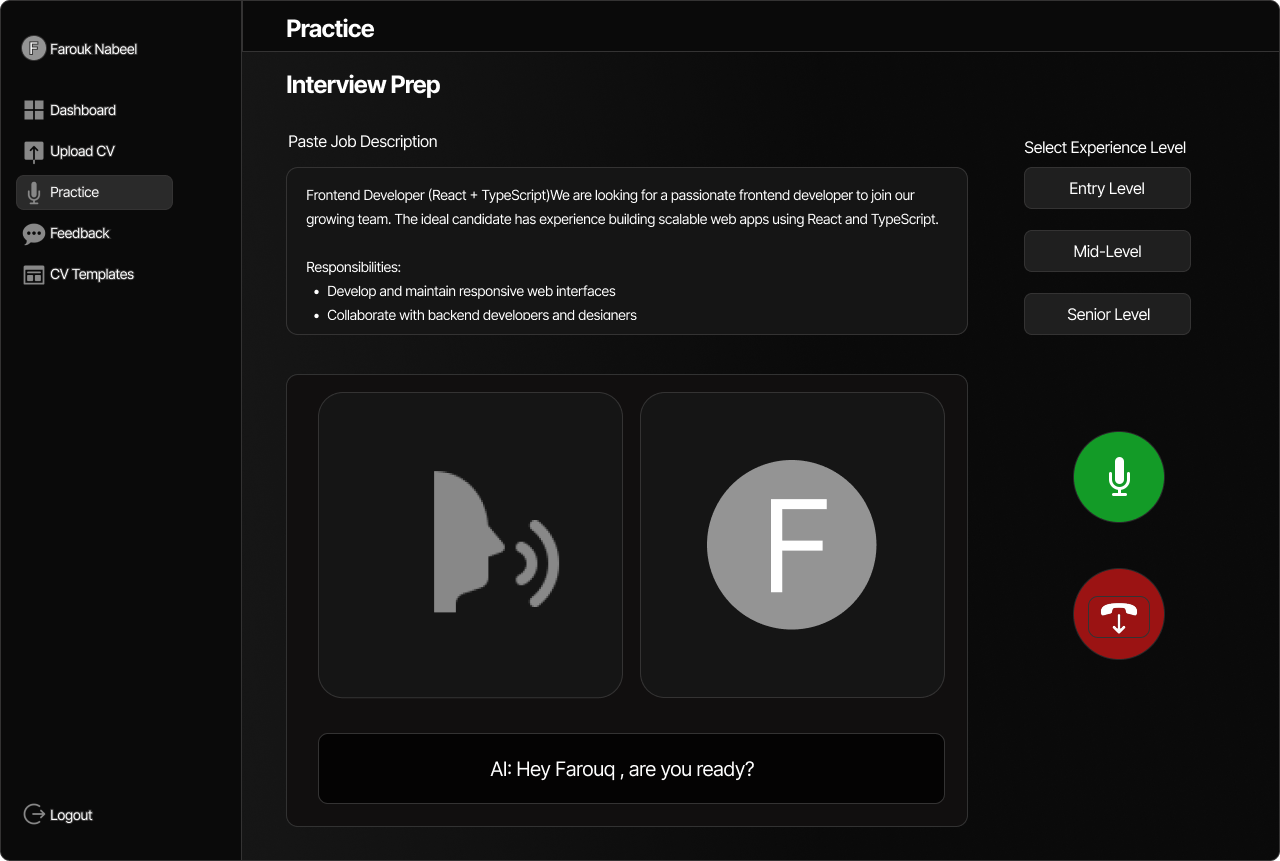 F Farouk Nabeel
Dashboard
Upload CV
Practice
Feedback
CV Templates
Logout
Practice
Interview Prep
Paste Job Description
Frontend Developer (React + TypeScript)We are looking for a passionate frontend developer to join our
growing team. The ideal candidate has experience building scalable web apps using React and TypeScript.
Responsibilities:
• Develop and maintain responsive web interfaces
• Collaborate with backend developers and designers
Select Experience Level
Entry Level
Mid-Level
Senior Level
F
AI: Hey Farouq , are you ready?